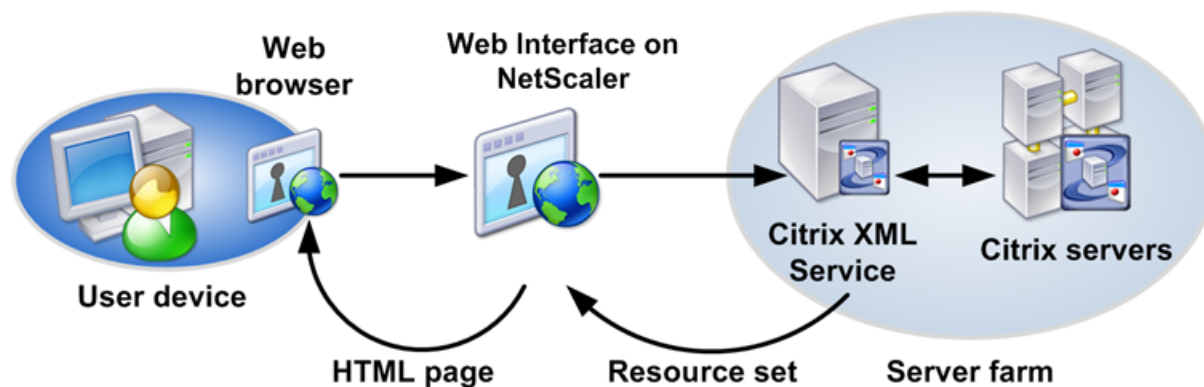 Web
browser
Web Interface on
NetScaler
User device
Citrix XML
Service
Citrix servers
HTML page
Resource set
Server farm